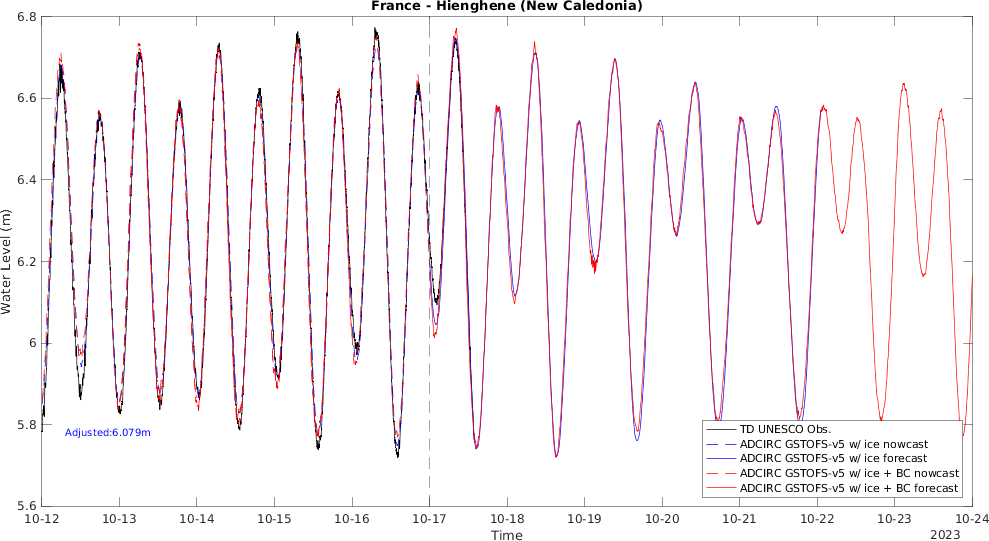 France - Hienghene (New Caledonia)
Water Level (m)
6.8
6.6
6.4
6.2
6
5.8
5.6
Adjusted:6.079m
TD UNESCO Obs.
ADCIRC GSTOFS-v5 w/ ice nowcast
ADCIRC GSTOFS-v5 w/ ice forecast
ADCIRC GSTOFS-v5 w/ ice + BC nowcast
ADCIRC GSTOFS-v5 w/ ice + BC forecast
10-12 10-13 10-14 10-15 10-16 10-17 10-18 10-19 10-20 10-21 10-22 10-23 10-24
Time
2023